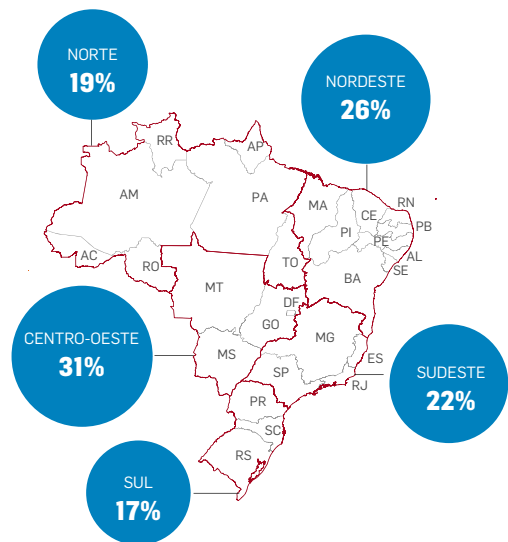 NORTE
19%
NORDESTE
26%
RR
AP
AM
PA
MA
CE
RN
PB
PI
PE
AL
SE
AC
RO
TO
BA
MT
DF
GO
MG
CENTRO-OESTE
31%
MS
ES
SP
RJ
SUDESTE
22%
PR
SC
RS
SUL
17%